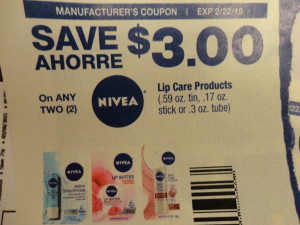 MANUFACTURER'S COUPON | EXP 2/22/15
SAVE $3.00
AHORRE
On ANY
TWO (2)
NIVEA
Lip Care Products
(.59 oz. tin, .17 oz.
stick or .3 oz. tube)
NIVEA
NIVEA
LIP BUTTER
NIVEA